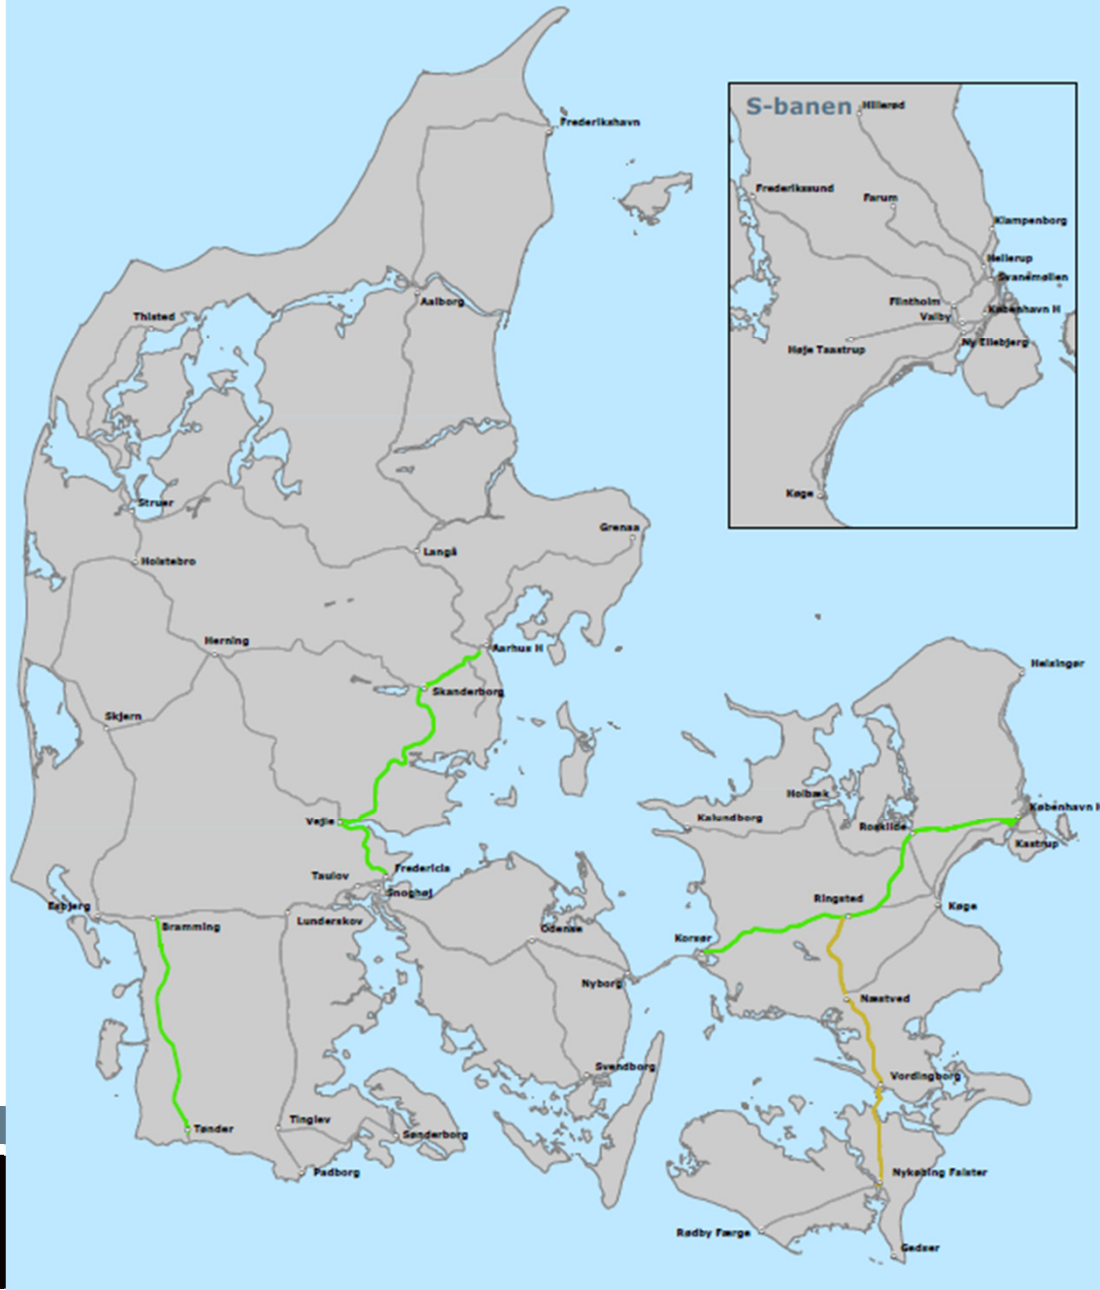 Frederikshavn
S-banen
Hillerød
Frederikssund
Farum
Klampenborg
Hellerup
Svanemøllen
Flintholm
København H
Valby
Høje Taastrup
Ny Ellebjerg
Køge
Aalborg
Thisted
Struer
Grenaa
Langå
Holstebro
Herning
Aarhus H
Helsingør
Skanderborg
Skjern
Holbæk
København H
Kalundborg
Vejle
Roskilde
Kastrup
Fredericia
Taulov
Snoghøj
Ringsted
Esbjerg
Køge
Bramming
Lunderskov
Odense
Korsør
Nyborg
Næstved
Svendborg
Vordingborg
Tinglev
Tønder
Sønderborg
Padborg
Nykøbing Falster
Rødby Færge
Gedser